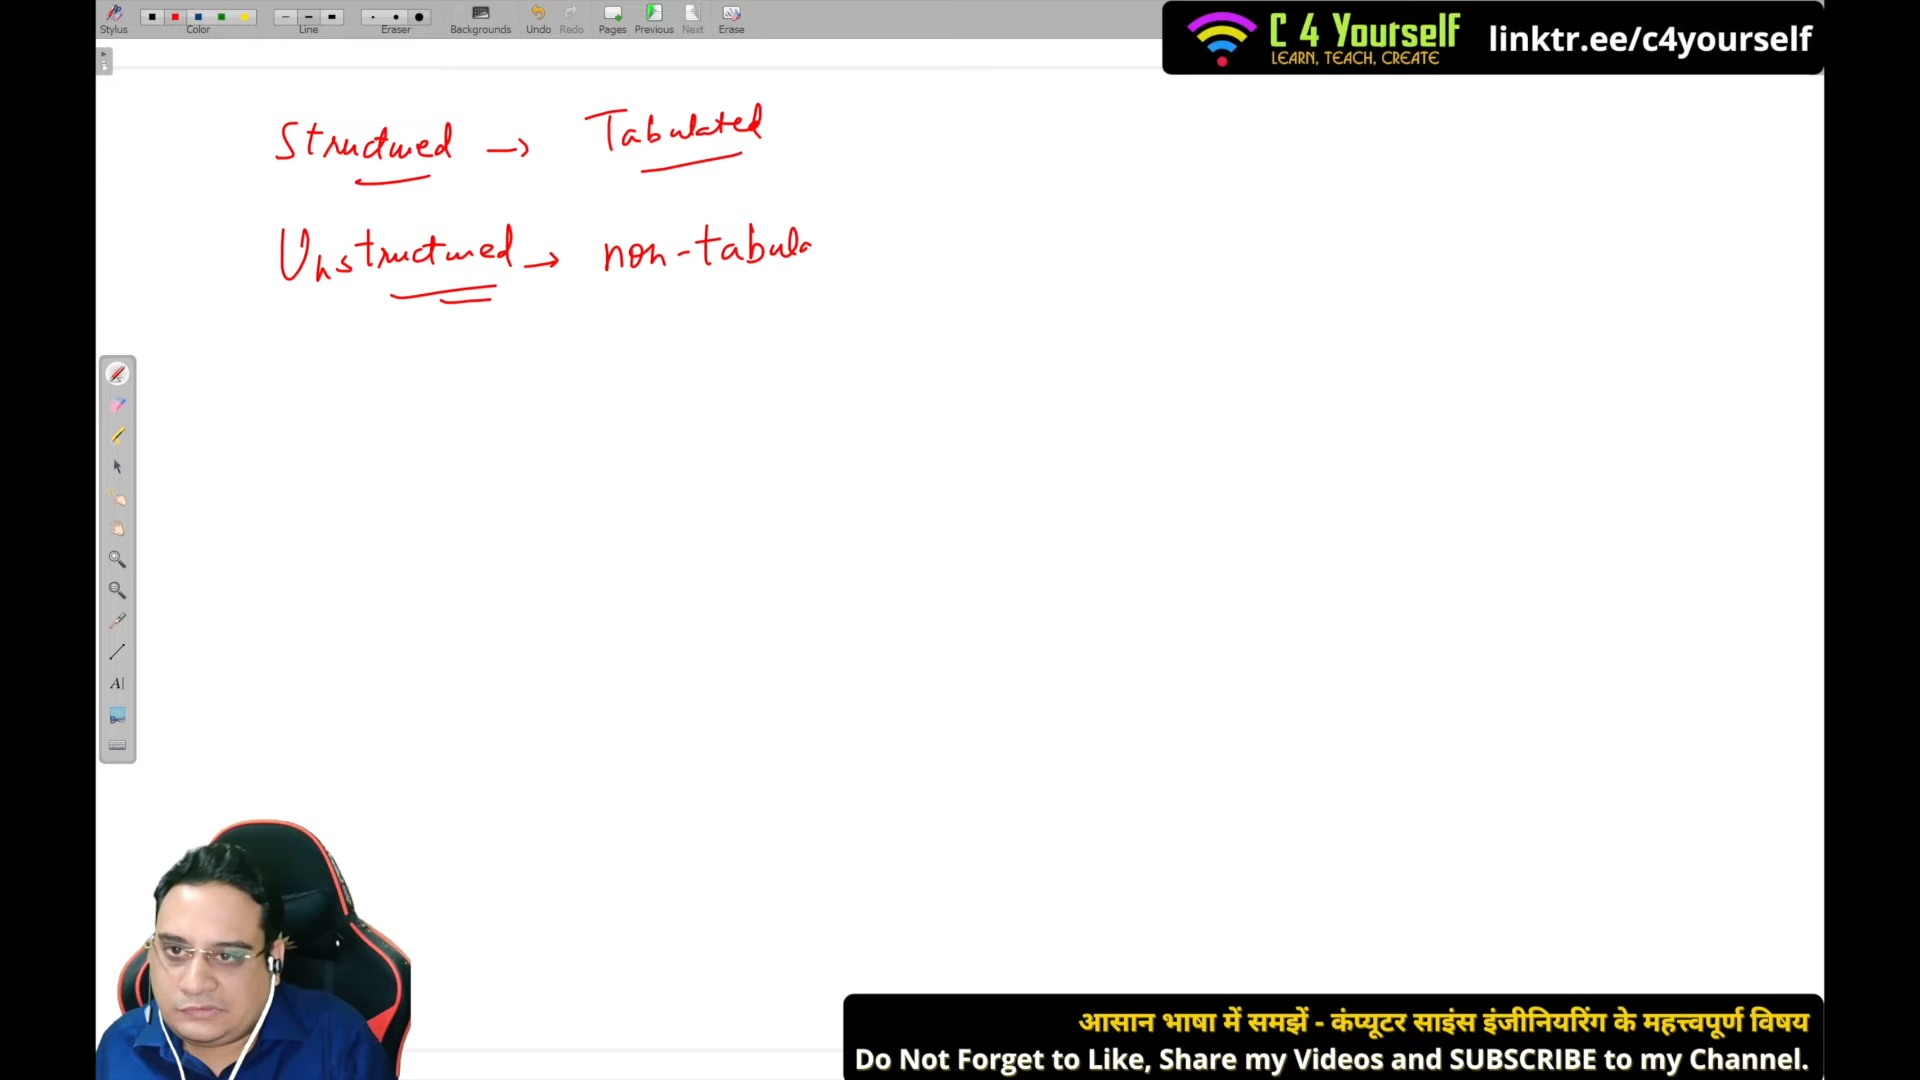 Stylus
Color
Line
Eraser
Backgrounds
Undo
Redo
Pages
Previous
Next
Erase
C 4 Yourself
LEARN, TEACH, CREATE
linktr.ee/c4yourself
Structured → Tabulated
Unstructured → non-tabula
A
आसान भाषा में समझें - कंप्यूटर साइंस इंजीनियरिंग के महत्त्वपूर्ण विषय
Do Not Forget to Like, Share my Videos and SUBSCRIBE to my Channel.